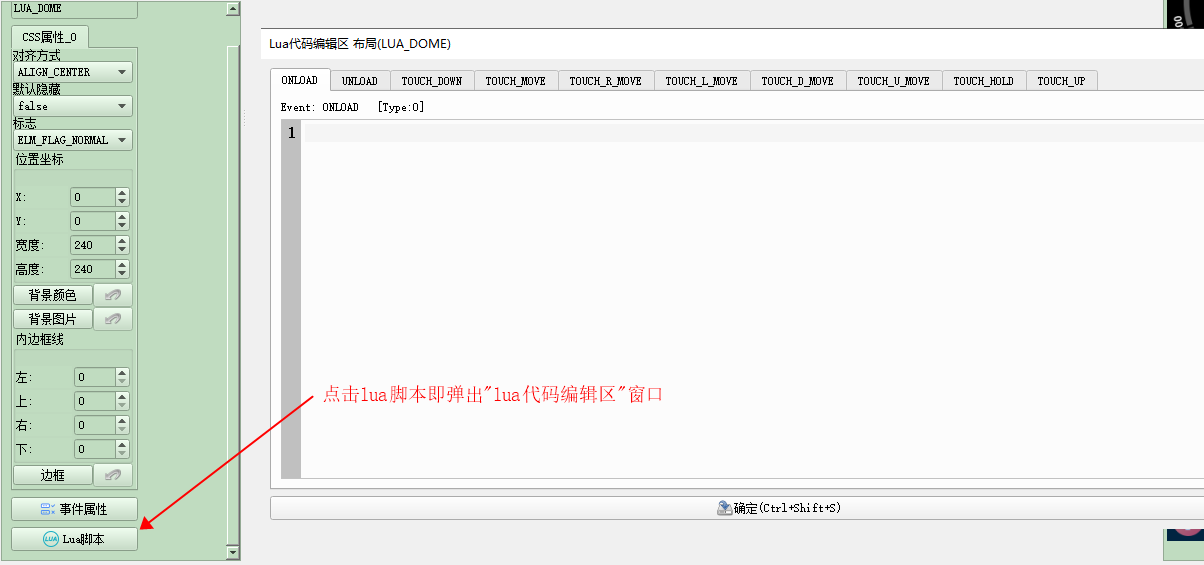 LUA_DOME
CSS属性_0
对齐方式
ALIGN_CENTER
默认隐藏
false
标志
ELM_FLAG_NORMAL
位置坐标
X: 0
Y: 0
宽度: 240
高度: 240
背景颜色
背景图片
内边框线
左: 0
上: 0
右: 0
下: 0
边框
事件属性
LUA Lua脚本
Lua代码编辑区 布局(LUA_DOME)
ONLOAD UNLOAD TOUCH_DOWN TOUCH_MOVE TOUCH_R_MOVE TOUCH_L_MOVE TOUCH_D_MOVE TOUCH_U_MOVE TOUCH_HOLD TOUCH_UP
Event: ONLOAD [Type:0]
1
点击lua脚本即弹出"lua代码编辑区"窗口
确定(Ctrl+Shift+S)
00